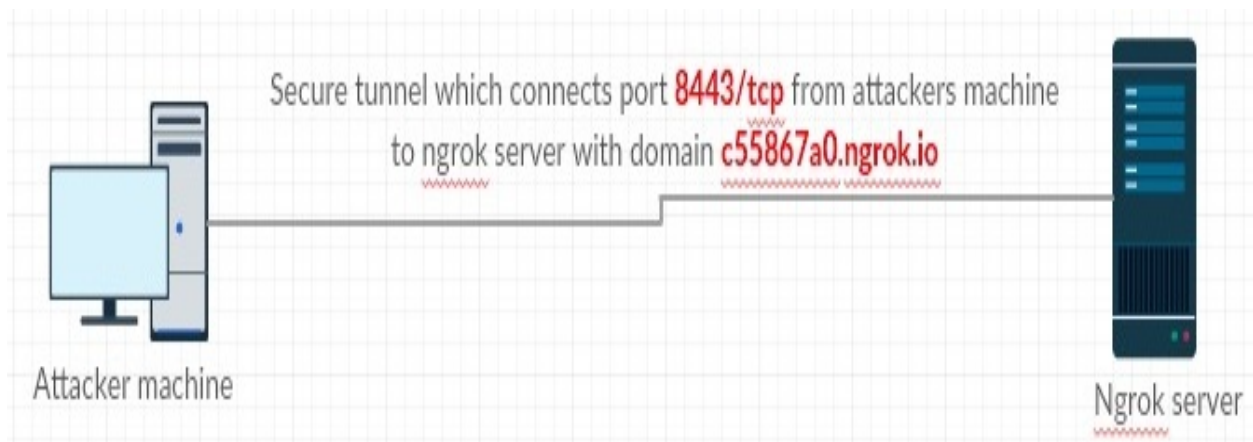 Secure tunnel which connects port 8443/tcp from attackers machine
to ngrok server with domain c55867a0.ngrok.io
Attacker machine
Ngrok server